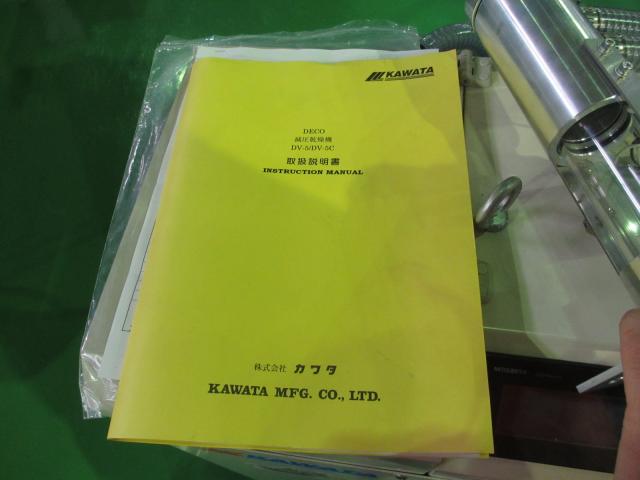 KAWATA
DECO
減圧乾燥機
DV-5/DV-5C
取扱説明書
INSTRUCTION MANUAL
株式会社 カワタ
KAWATA MFG. CO., LTD.
KAWATA